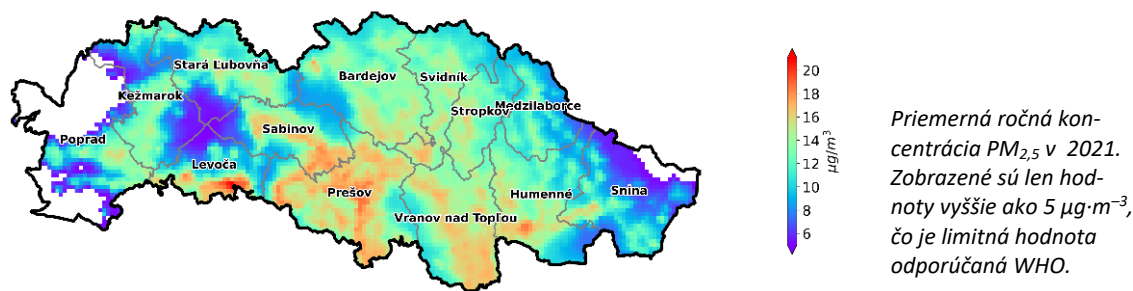 Stará Ľubovňa
Bardejov
Svidník
Kežmarok
Medzilaborce
Stropkov
Sabinov
Poprad
Levoča
Prešov
Humenné
Snina
Vranov nad Topľou
20
18
16
14
12
10
8
6
µg/m³
Priemerná ročná kon-
centrácia PM2,5 v 2021.
Zobrazené sú len hod-
noty vyššie ako 5 µg·m⁻³,
čo je limitná hodnota
odporúčaná WHO.